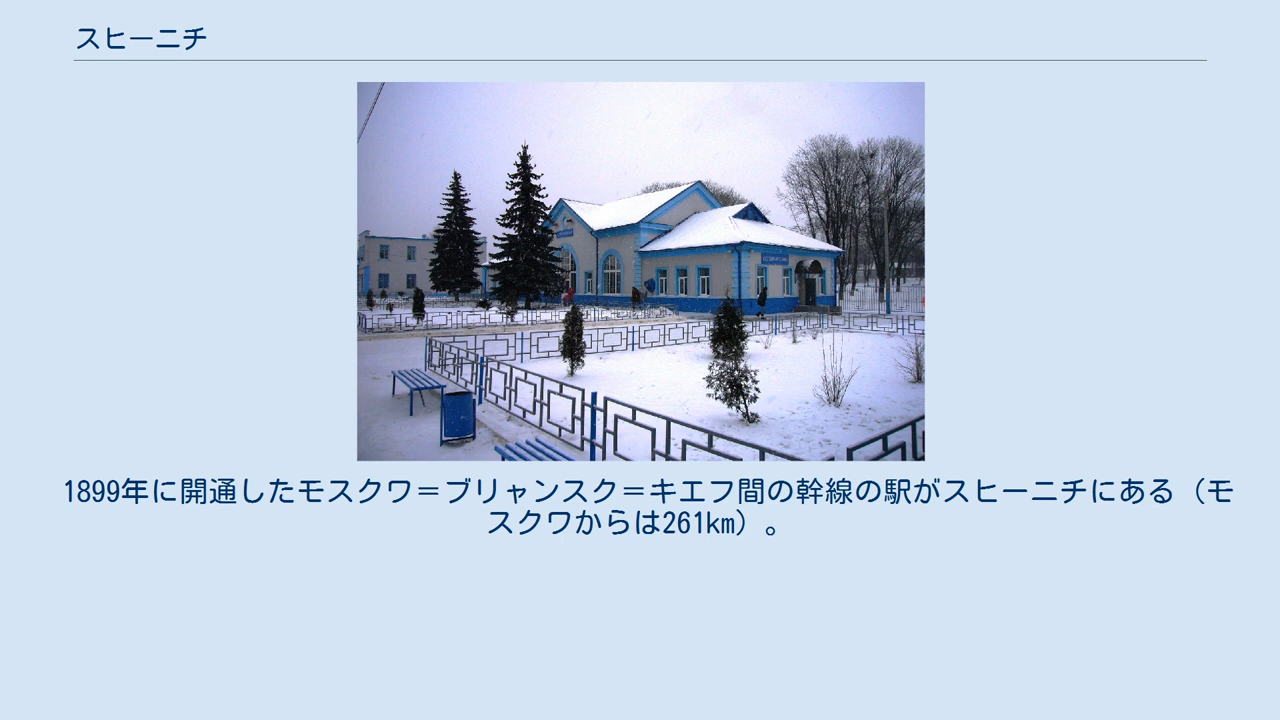 スヒーニチ
1899年に開通したモスクワ＝ブリャンスク＝キエフ間の幹線の駅がスヒーニチにある（モ
スクワからは261km）。